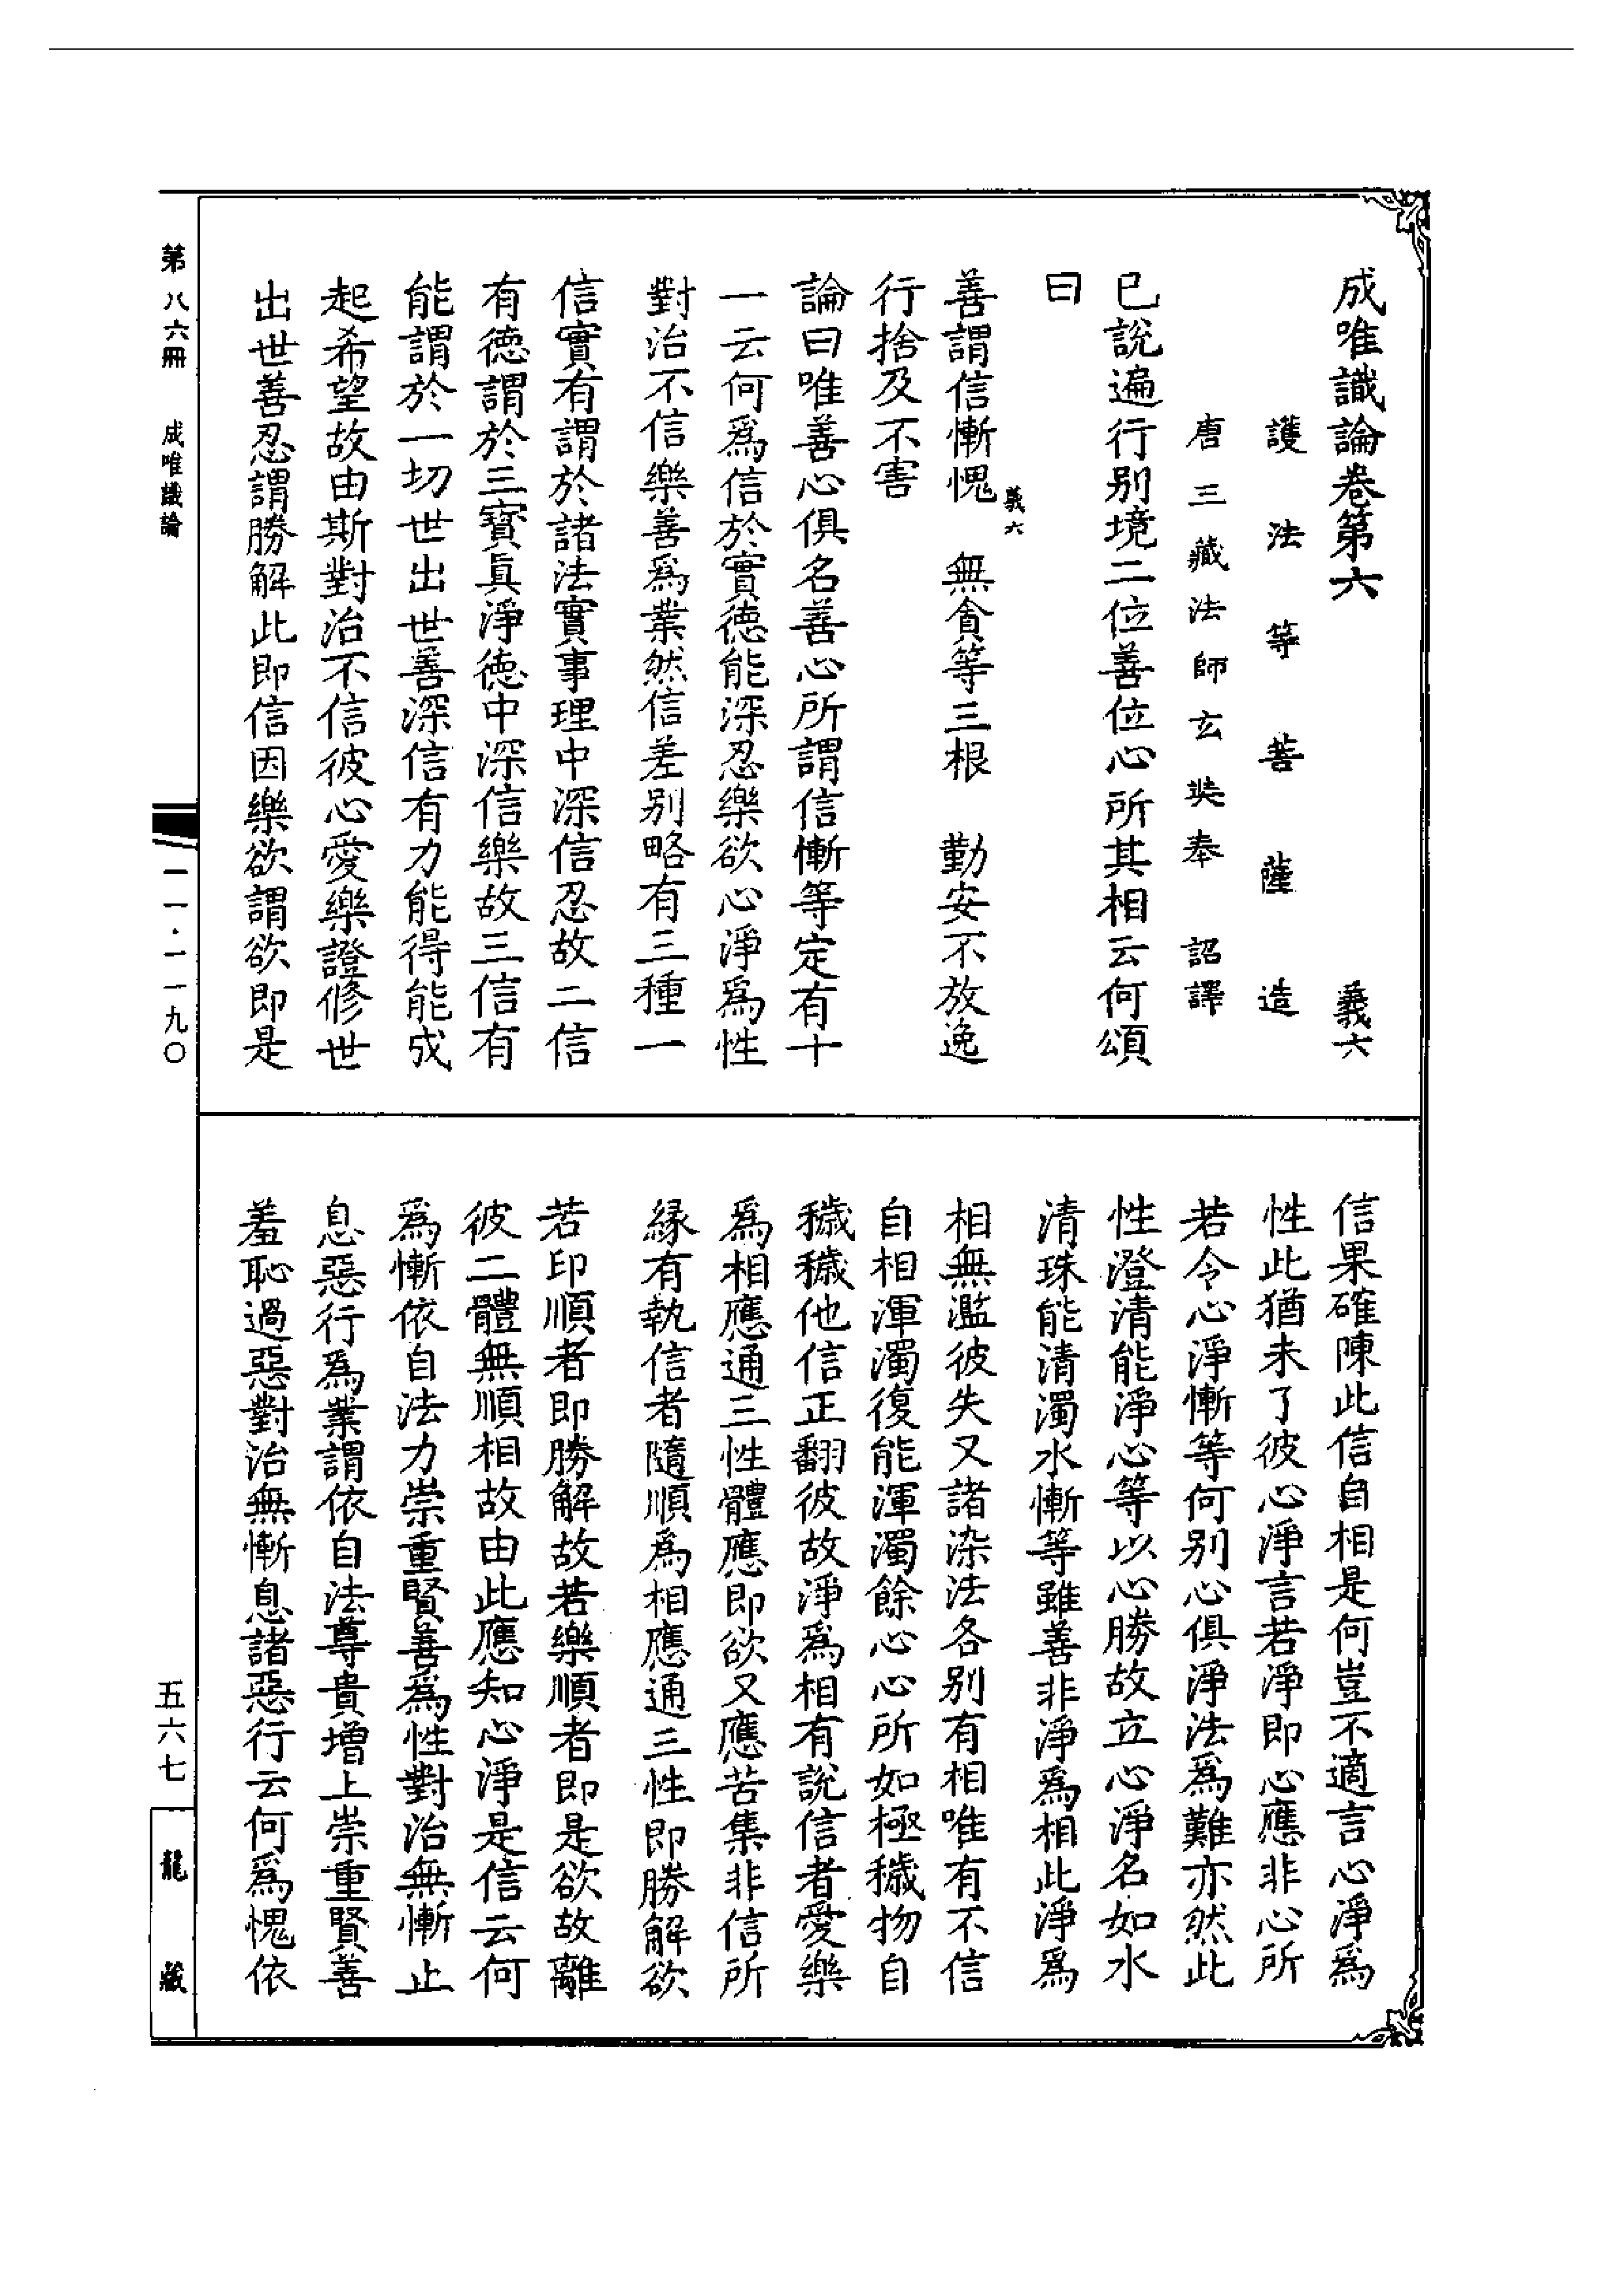 成唯識論卷第六　義六
護法等菩薩造
唐三藏法師玄奘奉　詔譯
已說遍行別境二位善位心所其相云何頌
曰
義六
善謂信慚愧　無貪等三根　勤安不放逸
行捨及不害
論曰唯善心俱名善心所謂信慚等定有十
一云何爲信於實德能深忍樂欲心淨爲性
對治不信樂善爲業然信差別略有三種一
信實有謂於諸法實事理中深信忍故二信
有德謂於三寶眞淨德中深信樂故三信有
能謂於一切世出世善深信有力能得能成
起希望故由斯對治不信彼心愛樂證修世
出世善忍謂勝解此即信因樂欲謂欲即是
信果確陳此信自相是何豈不適言心淨爲
性此猶未了彼心淨言若淨即心應非心所
若令心淨慚等何別心俱淨法爲難亦然此
性澄清能淨心等以心勝故立心淨名如水
清珠能清濁水慚等雖善非淨爲相此淨爲
相無濫彼失又諸染法各別有相唯有不信
自相渾濁復能渾濁餘心心所如極穢物自
穢穢他信正翻彼故淨爲相有說信者愛樂
爲相應通三性體應即欲又應苦集非信所
緣有執信者隨順爲相應通三性即勝解欲
若印順者即勝解故若樂順者即是欲故離
彼二體無順相故由此應知心淨是信云何
爲慚依自法力崇重賢善爲性對治無慚止
息惡行爲業謂依自法尊貴增上崇重賢善
羞恥過惡對治無慚息諸惡行云何爲愧依
第八六冊　成唯識論
一一·一一九〇
五六七
龍藏